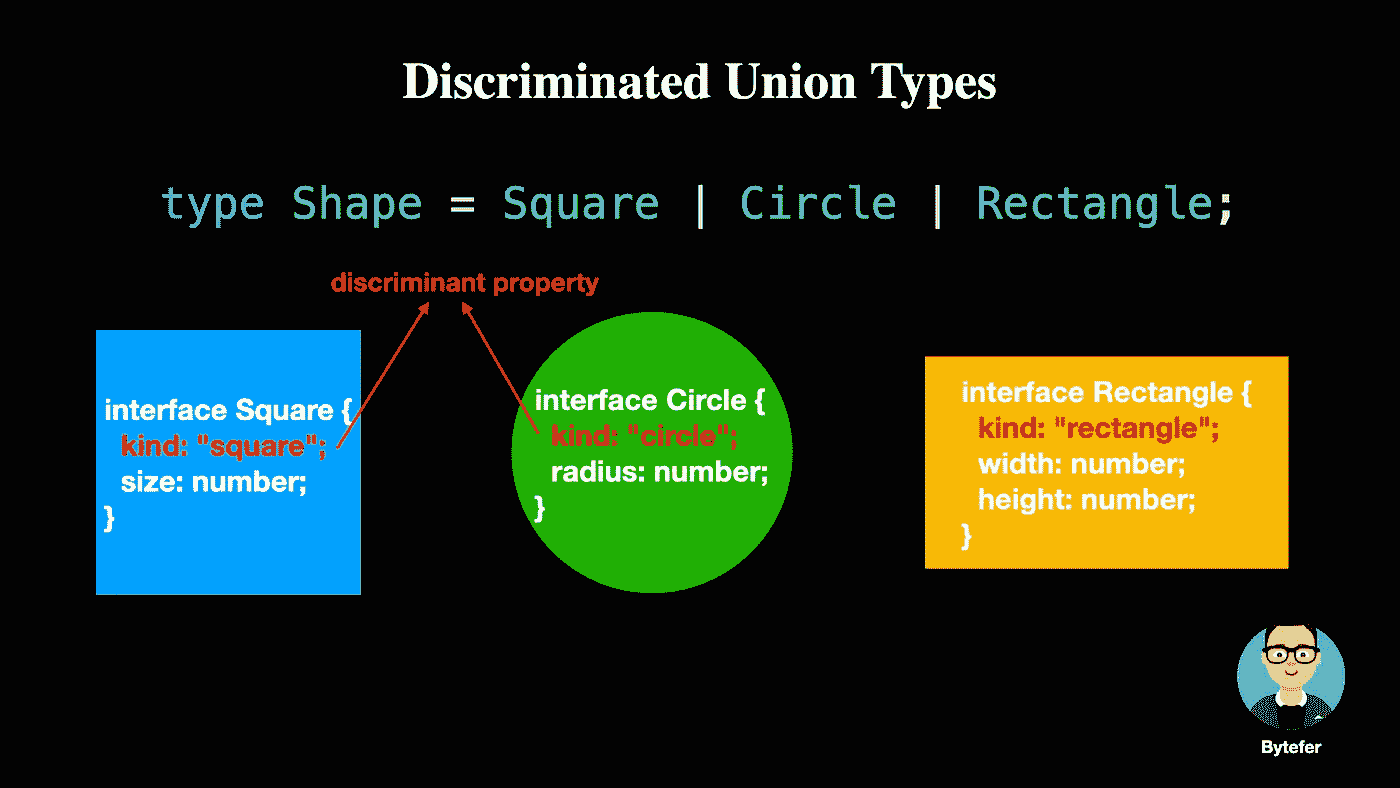 Discriminated Union Types
type Shape = Square | Circle | Rectangle;
discriminant property
interface Square {
kind: "square";
size: number;
}
interface Circle {
kind: "circle";
radius: number;
}
interface Rectangle {
kind: "rectangle";
width: number;
height: number;
}
Bytefer